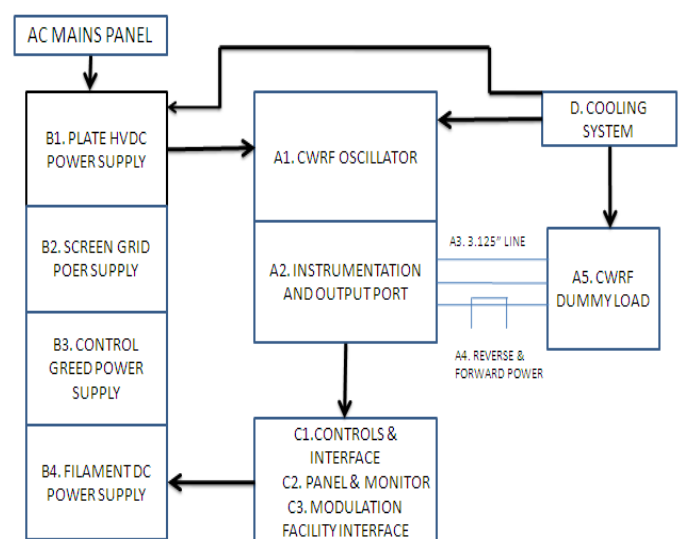 AC MAINS PANEL
B1. PLATE HVDC
POWER SUPPLY
B2. SCREEN GRID
POER SUPPLY
B3. CONTROL
GREED POWER
SUPPLY
B4. FILAMENT DC
POWER SUPPLY
A1. CWRF OSCILLATOR
A2. INSTRUMENTATION
AND OUTPUT PORT
C1.CONTROLS &
INTERFACE
C2. PANEL & MONITOR
C3. MODULATION
FACILITY INTERFACE
A3. 3.125" LINE
A4. REVERSE &
FORWARD POWER
D. COOLING
SYSTEM
A5. CWRF
DUMMY LOAD